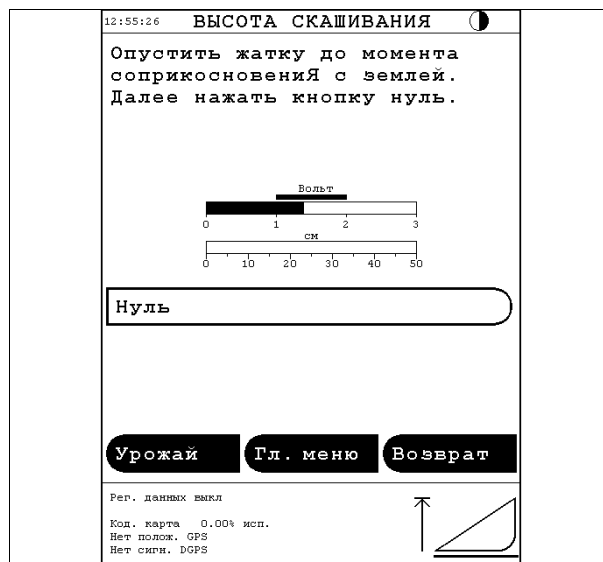 12:55:26 ВЫСОТА СКАШИВАНИЯ
Опустить жатку до момента
соприкосновениЯ с землей.
Далее нажать кнопку нуль.
Вольт
0 1 2 3
см
0 10 20 30 40 50
Нуль
Урожай Гл. меню Возврат
Рег. данных выкл
Код. карта 0.00% исп.
Нет полож. GPS
Нет сигн. DGPS